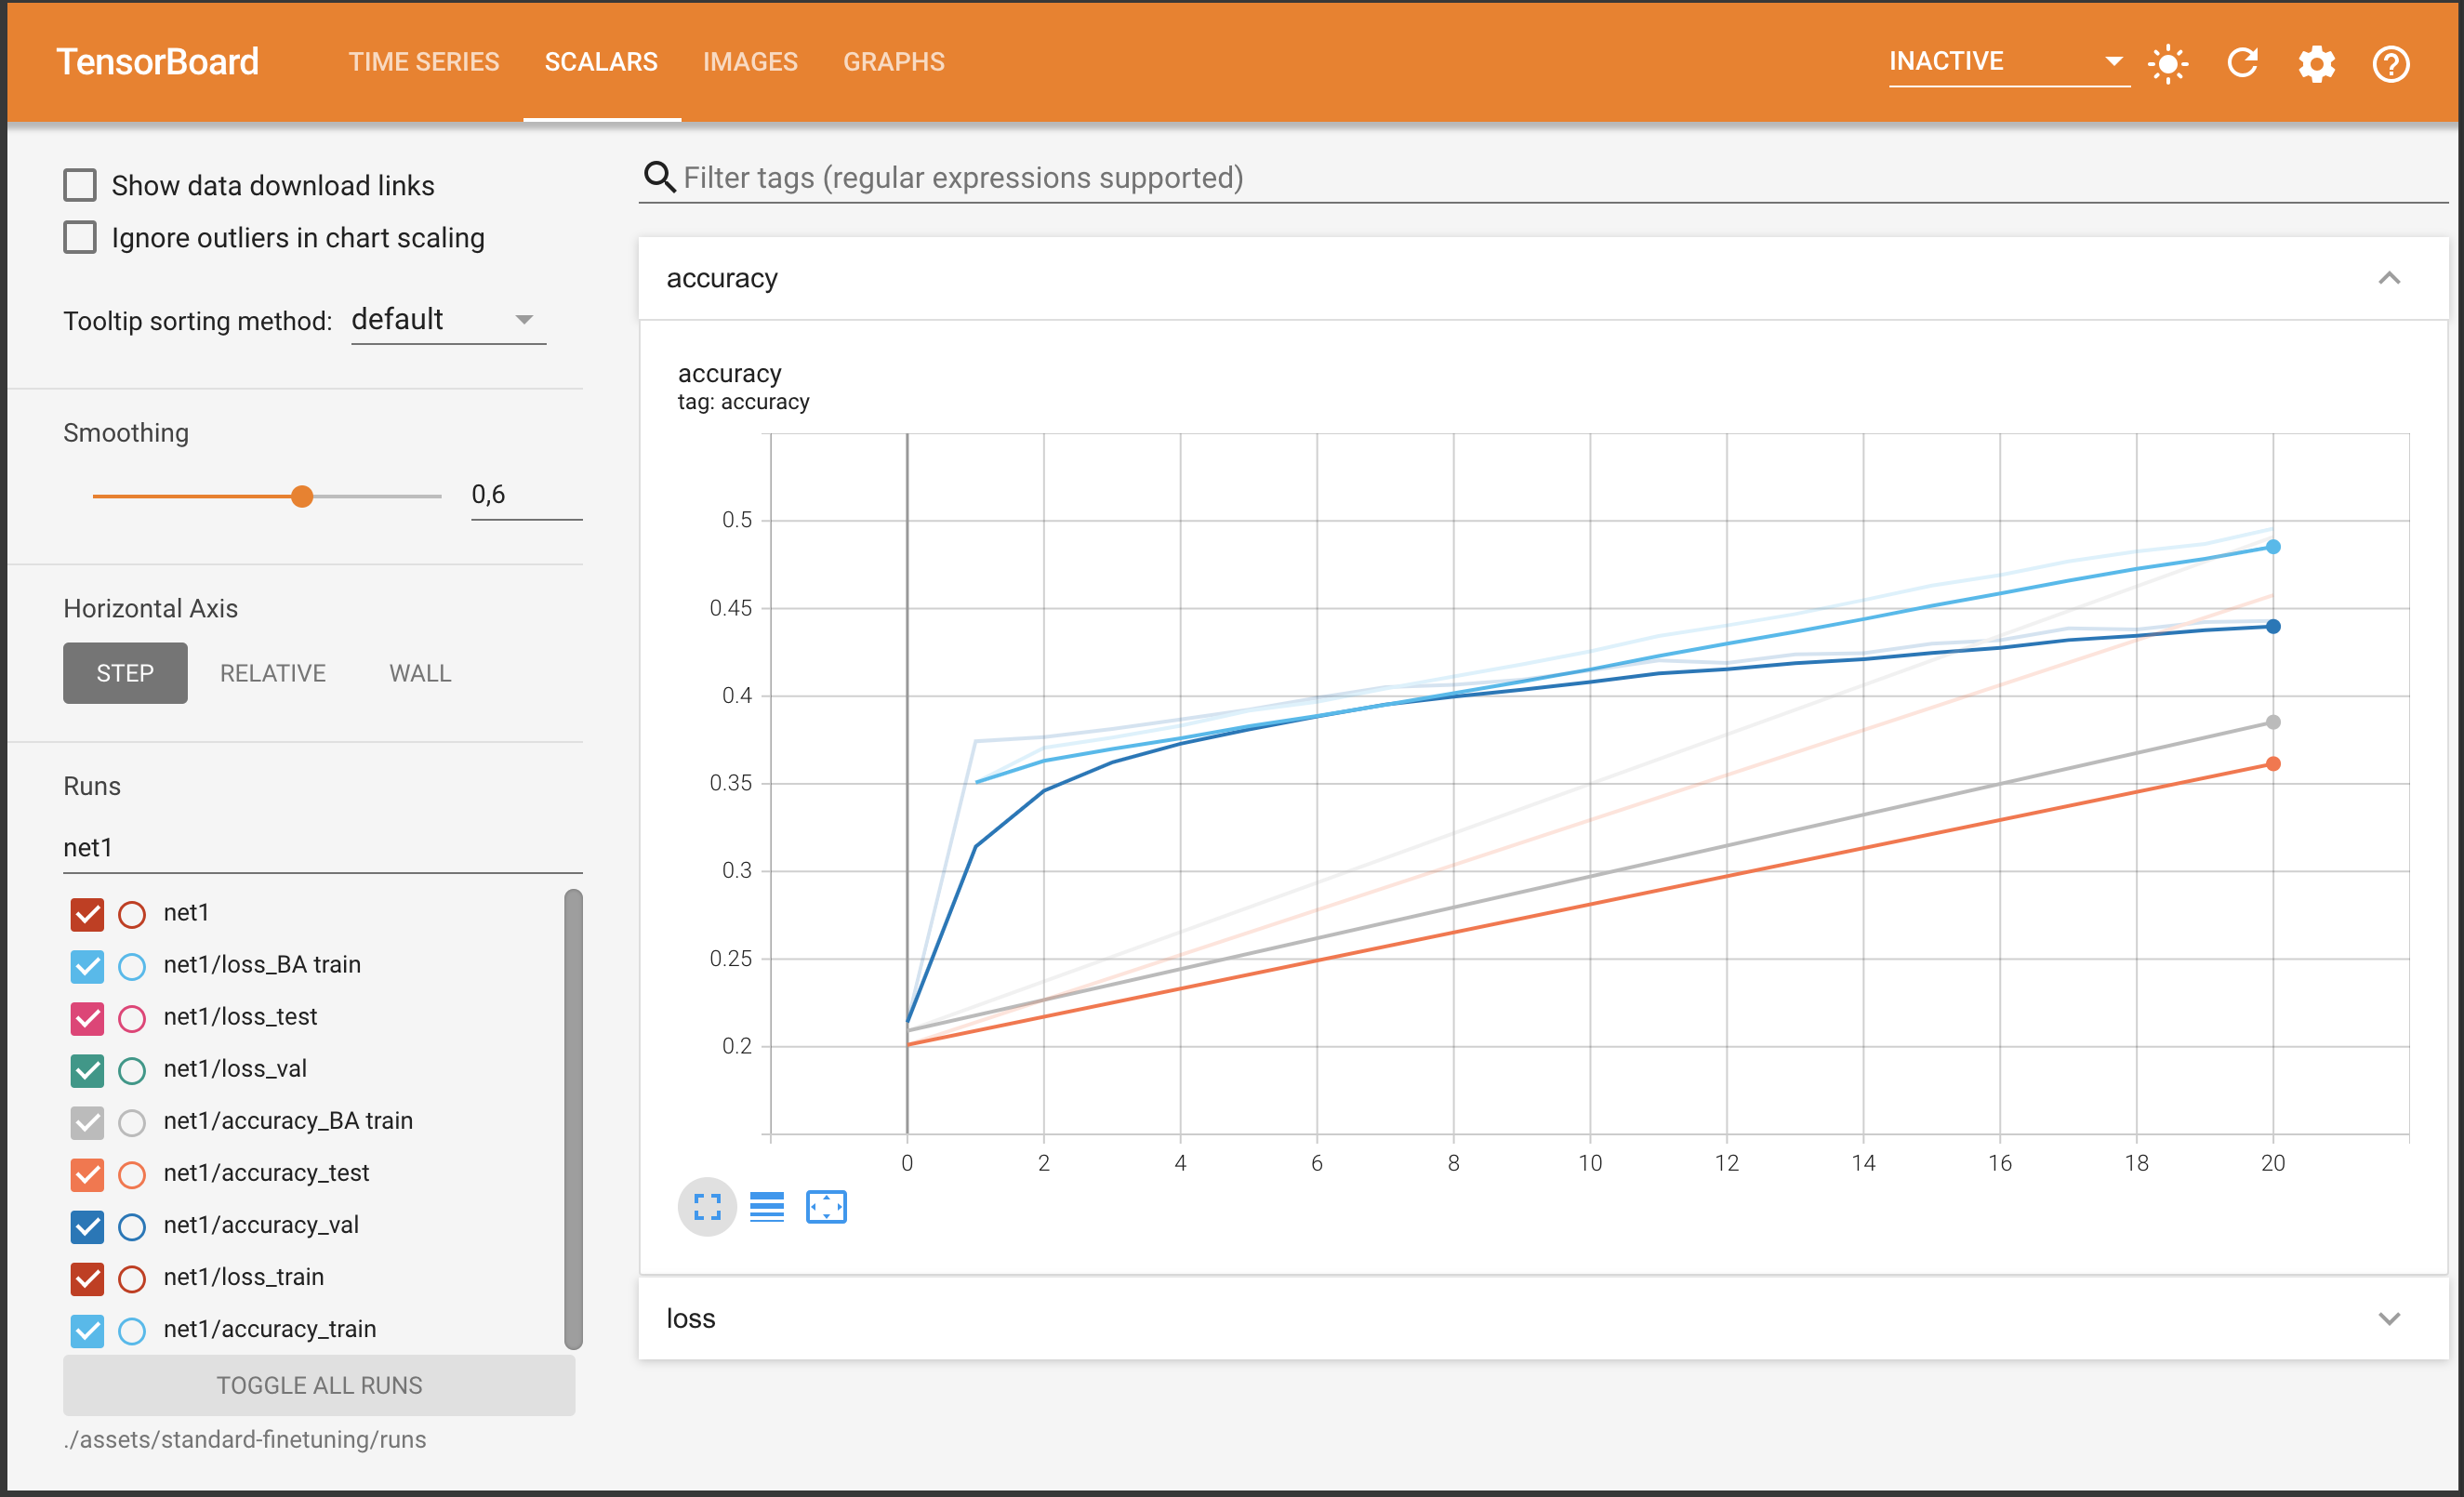 TensorBoard
TIME SERIES
SCALARS
IMAGES
GRAPHS
INACTIVE
Show data download links
Ignore outliers in chart scaling
Tooltip sorting method: default
Smoothing
0,6
Horizontal Axis
STEP
RELATIVE
WALL
Runs
net1
net1
net1/loss_BA train
net1/loss_test
net1/loss_val
net1/accuracy_BA train
net1/accuracy_test
net1/accuracy_val
net1/loss_train
net1/accuracy_train
TOGGLE ALL RUNS
./assets/standard-finetuning/runs
Filter tags (regular expressions supported)
accuracy
accuracy
tag: accuracy
0.5
0.45
0.4
0.35
0.3
0.25
0.2
0 2 4 6 8 10 12 14 16 18 20
loss